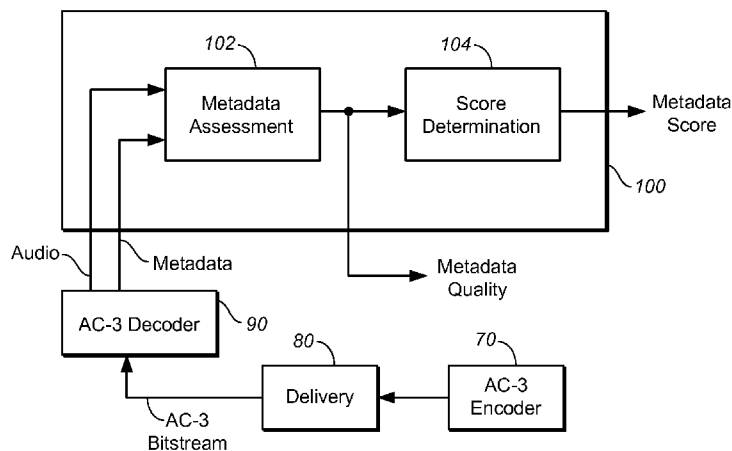 102
104
Metadata
Assessment
Score
Determination
Metadata
Score
100
Audio
Metadata
Metadata
Quality
AC-3 Decoder
90
80
70
Delivery
AC-3
Encoder
AC-3
Bitstream